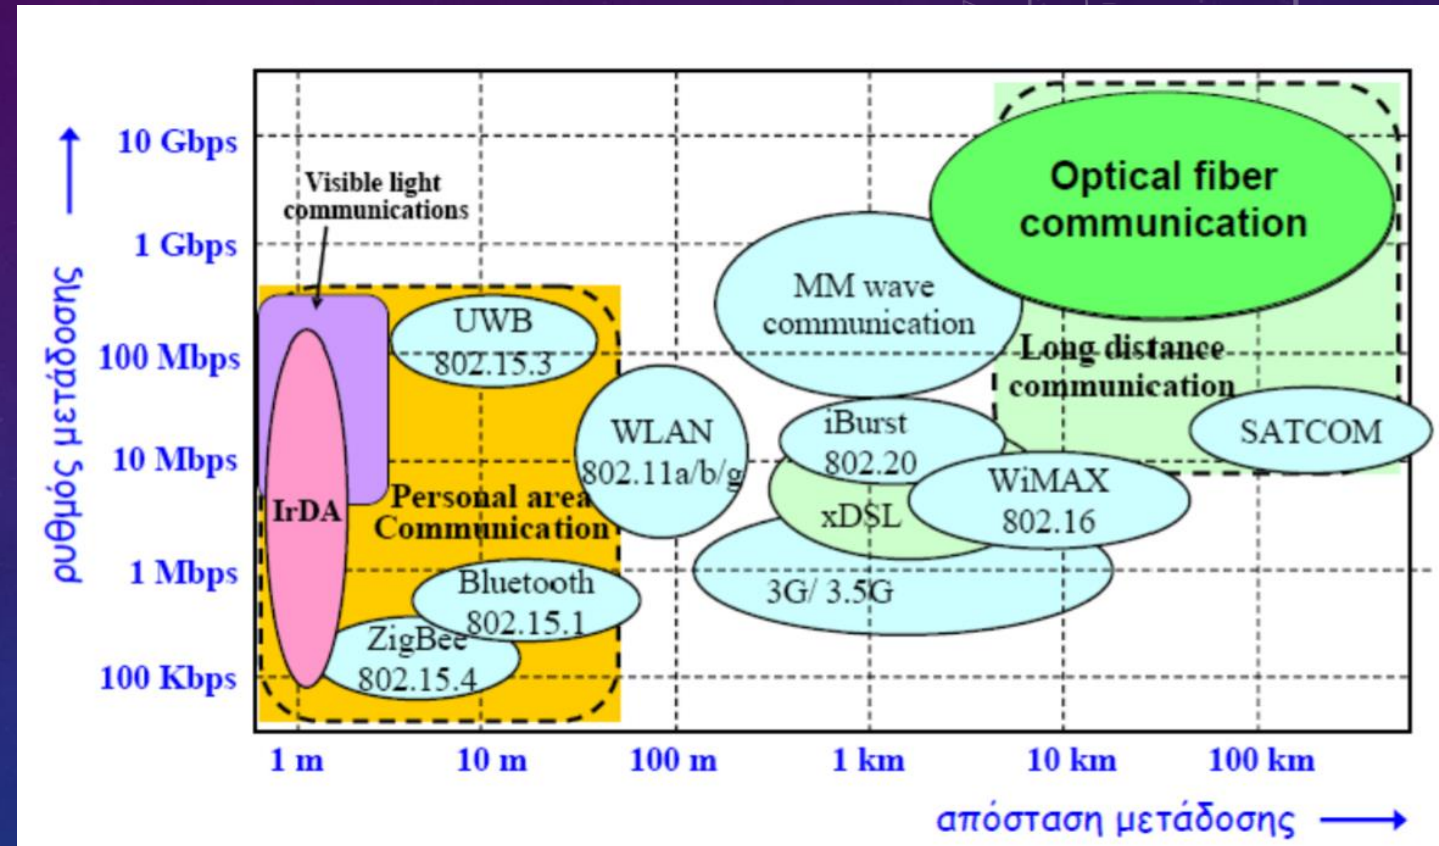 10 Gbps
1 Gbps
100 Mbps
10 Mbps
1 Mbps
100 Kbps
ρυθμός μετάδοσης
Visible light
communications
UWB
802.15.3
IrDA
Personal area
Communication
Bluetooth
802.15.1
ZigBee
802.15.4
WLAN
802.11a/b/g
MM wave
communication
Optical fiber
communication
Long distance
communication
iBurst
802.20
SATCOM
WiMAX
802.16
xDSL
3G/ 3.5G
1 m
10 m
100 m
1 km
10 km
100 km
απόσταση μετάδοσης